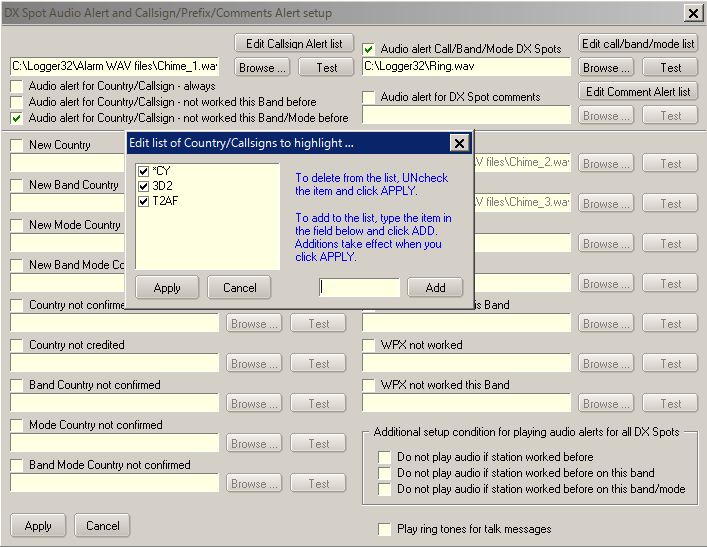 DX Spot Audio Alert and Callsign/Prefix/Comments Alert setup
Edit Callsign Alert list
C:\Logger32\Alarm WAV files\Chime_1.wav
Browse ...
Test
Audio alert for Country/Callsign - always
Audio alert for Country/Callsign - not worked this Band before
Audio alert for Country/Callsign - not worked this Band/Mode before
Audio alert Call/Band/Mode DX Spots
Edit call/band/mode list
C:\Logger32\Ring.wav
Browse ...
Test
Audio alert for DX Spot comments
Edit Comment Alert list
Browse ...
Test
New Country
New Band Country
New Mode Country
New Band Mode Co
Edit list of Country/Callsigns to highlight ...
*CY
3D2
T2AF
To delete from the list, UNcheck
the item and click APPLY.
To add to the list, type the item in
the field below and click ADD.
Additions take effect when you
click APPLY.
Apply
Cancel
Add
V files\Chime_2.wav
Browse ...
Test
V files\Chime_3.wav
Browse ...
Test
Browse ...
Test
Browse ...
Test
Country not confirmed
Browse ...
Test
this Band
Browse ...
Test
Country not credited
Browse ...
Test
WPX not worked
Browse ...
Test
Band Country not confirmed
Browse ...
Test
WPX not worked this Band
Browse ...
Test
Mode Country not confirmed
Browse ...
Test
Band Mode Country not confirmed
Browse ...
Test
Additional setup condition for playing audio alerts for all DX Spots
Do not play audio if station worked before
Do not play audio if station worked before on this band
Do not play audio if station worked before on this band/mode
Apply
Cancel
Play ring tones for talk messages